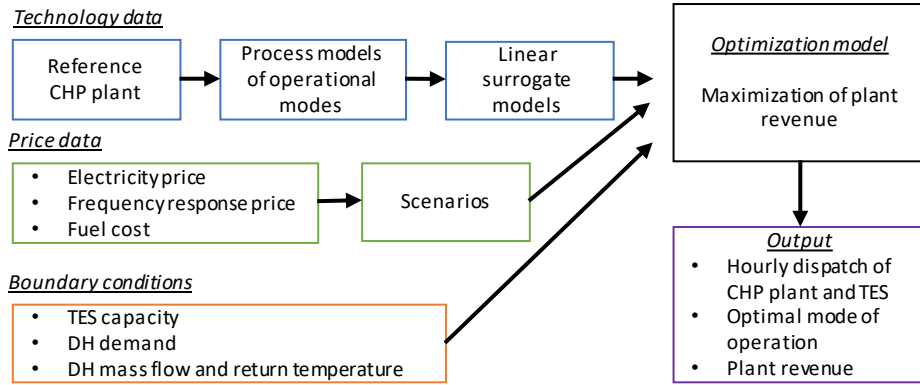 Technology data
Reference
CHP plant
Process models
of operational
modes
Linear
surrogate
models
Optimization model
Maximization of plant
revenue
Price data
• Electricity price
• Frequency response price
• Fuel cost
Scenarios
Boundary conditions
• TES capacity
• DH demand
• DH mass flow and return temperature
Output
• Hourly dispatch of
CHP plant and TES
• Optimal mode of
operation
• Plant revenue